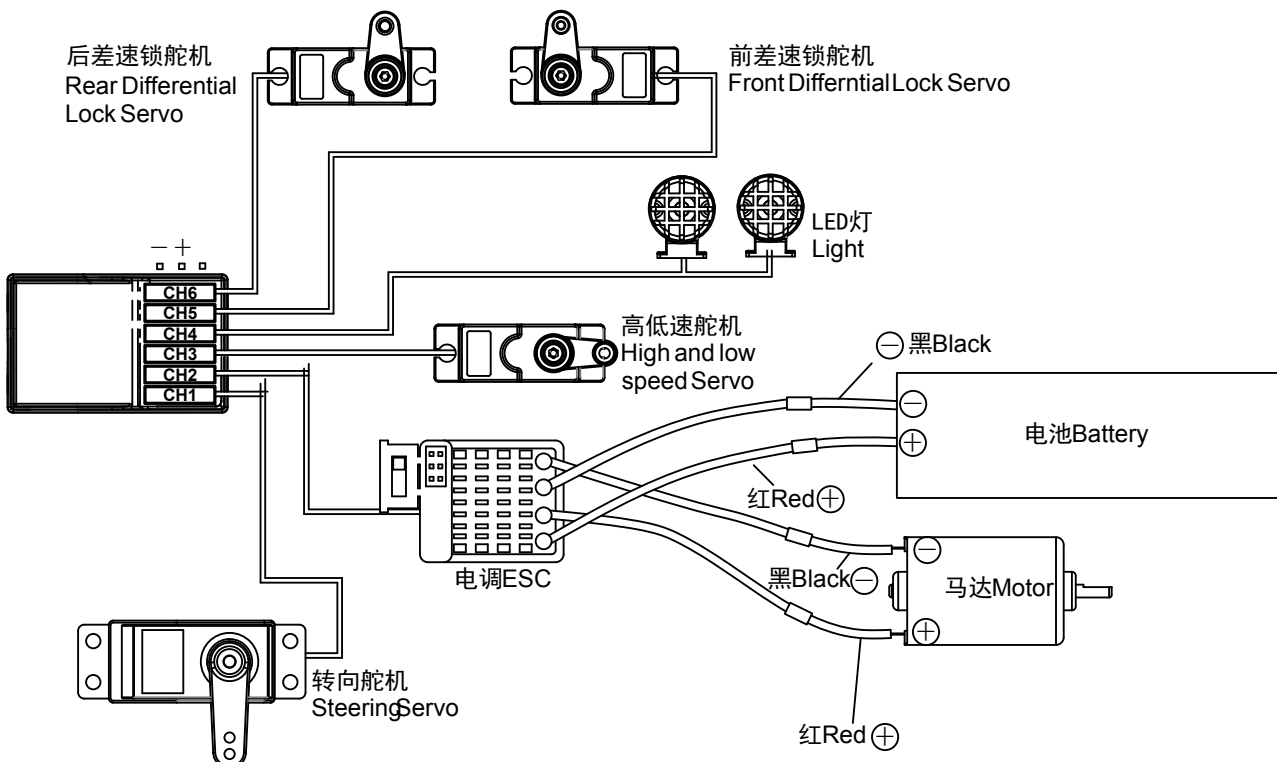 后差速锁舵机
Rear Differential
Lock Servo
前差速锁舵机
Front Differntial Lock Servo
LED灯
Light
− +
CH6
CH5
CH4
CH3
CH2
CH1
高低速舵机
High and low
speed Servo
⊖ 黑Black
⊖
⊕
电池Battery
红Red⊕
电调ESC
黑Black⊖
⊖
马达Motor
⊕
转向舵机
SteeringServo
红Red⊕